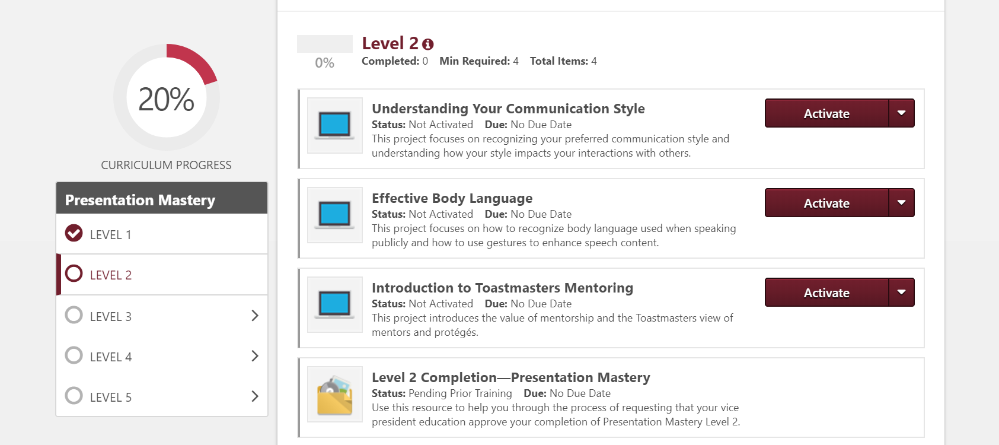 20%
CURRICULUM PROGRESS
Presentation Mastery
LEVEL 1
LEVEL 2
LEVEL 3
LEVEL 4
LEVEL 5
0%
Level 2
Completed: 0 Min Required: 4 Total Items: 4
Understanding Your Communication Style
Status: Not Activated Due: No Due Date
This project focuses on recognizing your preferred communication style and
understanding how your style impacts your interactions with others.
Activate
Effective Body Language
Status: Not Activated Due: No Due Date
This project focuses on how to recognize body language used when speaking
publicly and how to use gestures to enhance speech content.
Activate
Introduction to Toastmasters Mentoring
Status: Not Activated Due: No Due Date
This project introduces the value of mentorship and the Toastmasters view of
mentors and protégés.
Activate
Level 2 Completion—Presentation Mastery
Status: Pending Prior Training Due: No Due Date
Use this resource to help you through the process of requesting that your vice
president education approve your completion of Presentation Mastery Level 2.